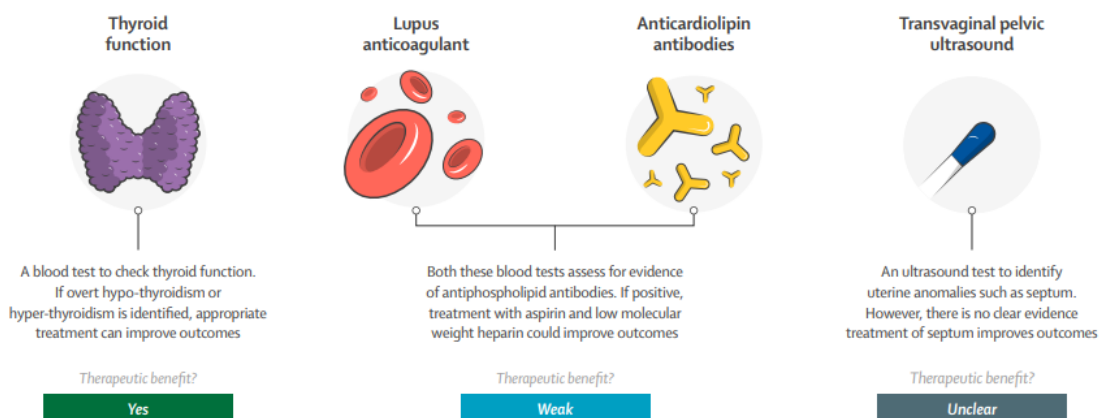 Thyroid
function
Lupus
anticoagulant
Anticardiolipin
antibodies
Transvaginal pelvic
ultrasound
A blood test to check thyroid function.
If overt hypo-thyroidism or
hyper-thyroidism is identified, appropriate
treatment can improve outcomes
Both these blood tests assess for evidence
of antiphospholipid antibodies. If positive,
treatment with aspirin and low molecular
weight heparin could improve outcomes
An ultrasound test to identify
uterine anomalies such as septum.
However, there is no clear evidence
treatment of septum improves outcomes
Therapeutic benefit?
Yes
Therapeutic benefit?
Weak
Therapeutic benefit?
Unclear